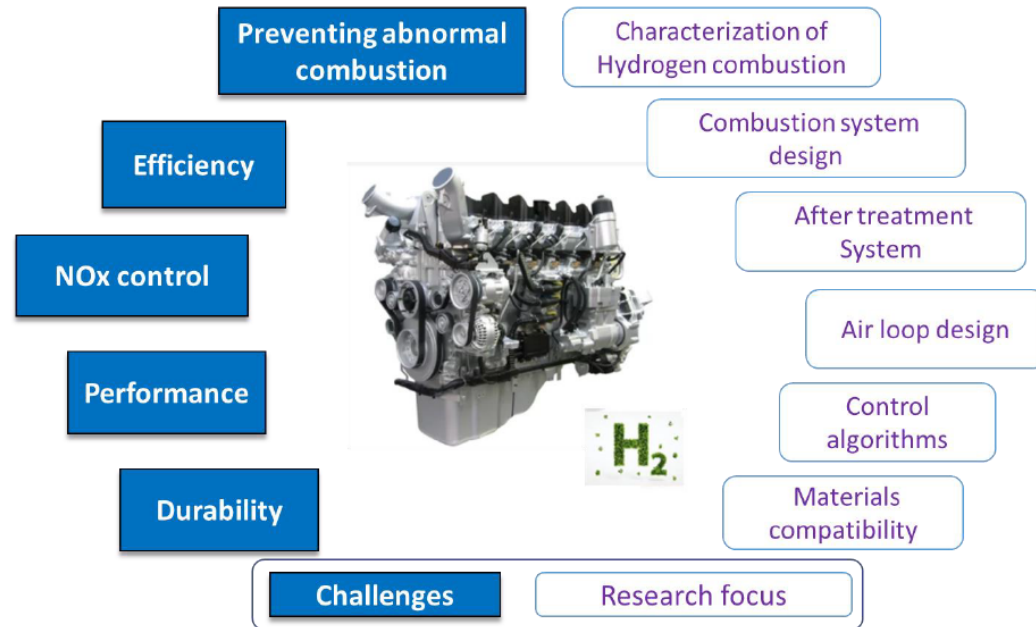 Preventing abnormal
combustion
Characterization of
Hydrogen combustion
Combustion system
design
Efficiency
After treatment
System
NOx control
Air loop design
Performance
Control
algorithms
H2
Durability
Materials
compatibility
Challenges
Research focus